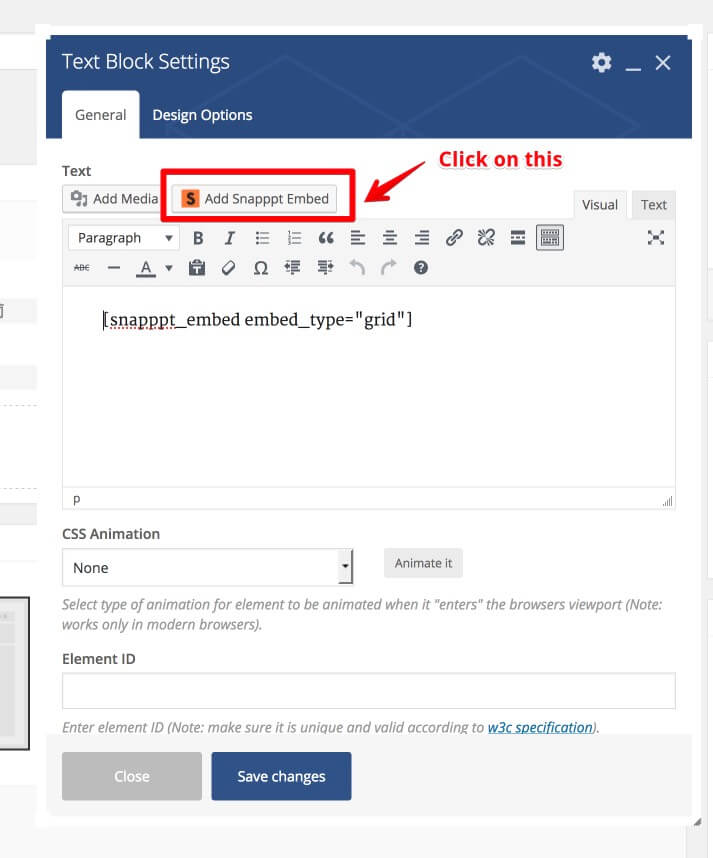 Text Block Settings
General Design Options
Click on this
Text
Add Media S Add Snapppt Embed
Visual Text
Paragraph B I
ABC A Ω
[snapppt_embed embed_type="grid"]
p
CSS Animation
None Animate it
Select type of animation for element to be animated when it "enters" the browsers viewport (Note:
works only in modern browsers).
Element ID
Enter element ID (Note: make sure it is unique and valid according to w3c specification).
Close Save changes